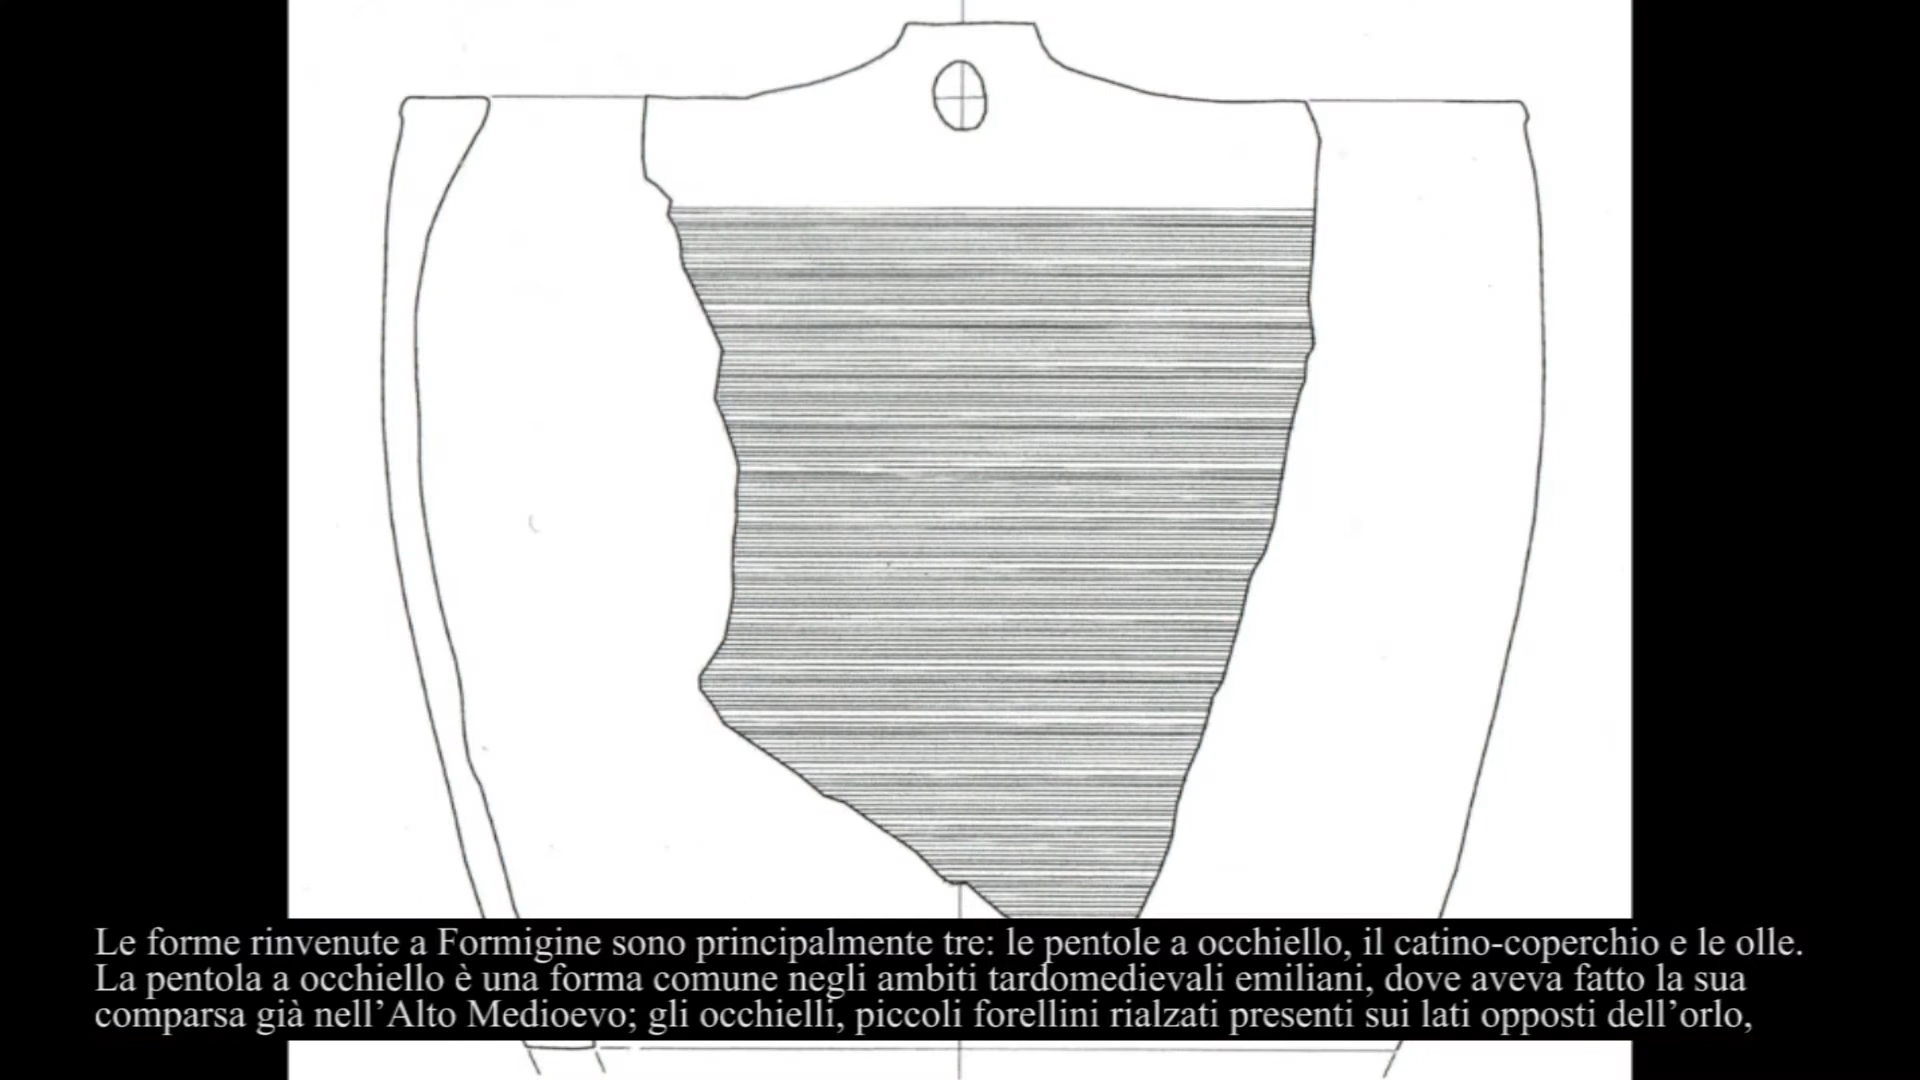 Le forme rinvenute a Formigine sono principalmente tre: le pentole a occhiello, il catino-coperchio e le olle.
La pentola a occhiello è una forma comune negli ambiti tardomedievali emiliani, dove aveva fatto la sua
comparsa già nell’Alto Medioevo; gli occhielli, piccoli forellini rialzati presenti sui lati opposti dell’orlo,